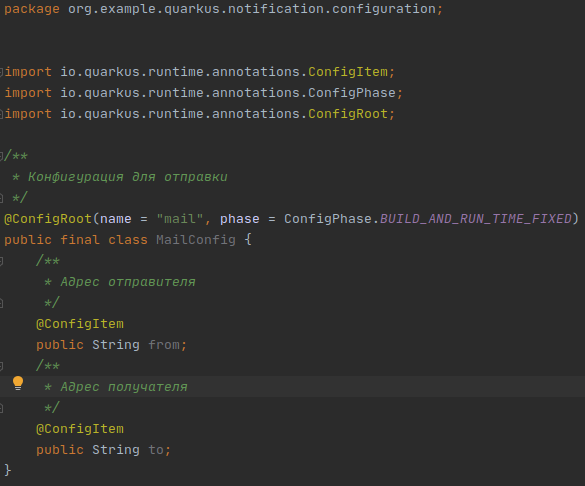 package org.example.quarkus.notification.configuration;
import io.quarkus.runtime.annotations.ConfigItem;
import io.quarkus.runtime.annotations.ConfigPhase;
import io.quarkus.runtime.annotations.ConfigRoot;
/**
 * Конфигурация для отправки
 */
@ConfigRoot(name = "mail", phase = ConfigPhase.BUILD_AND_RUN_TIME_FIXED)
public final class MailConfig {
    /**
     * Адрес отправителя
     */
    @ConfigItem
    public String from;
    /**
     * Адрес получателя
     */
    @ConfigItem
    public String to;
}